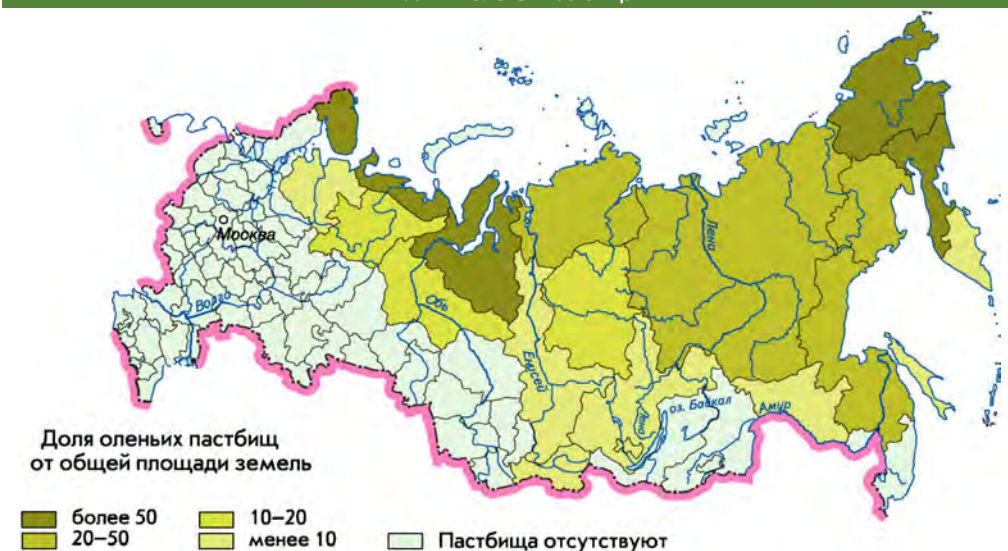 Москва
Волга
Обь
Енисей
Лена
Лена
оз. Байкал
Амур
Доля оленьих пастбищ
от общей площади земель
более 50
10–20
20–50
менее 10
Пастбища отсутствуют